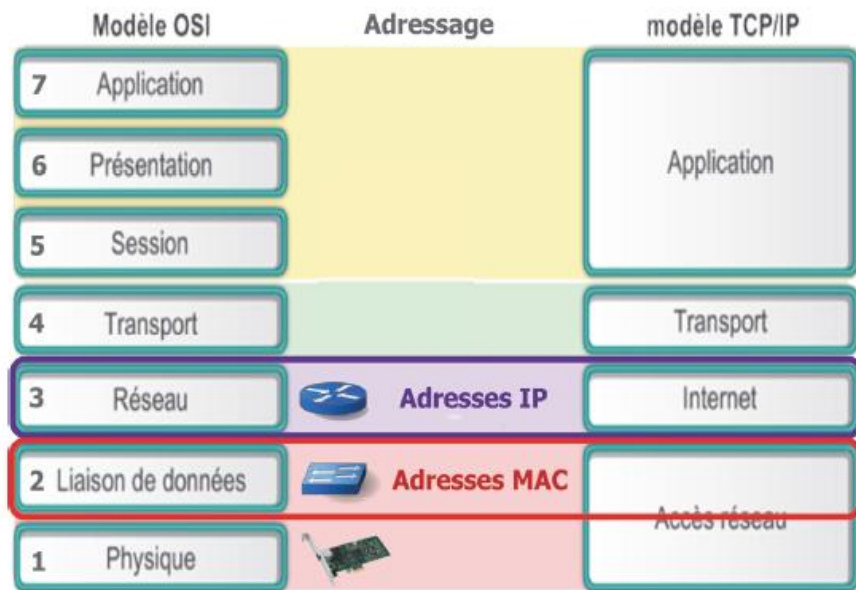 Modèle OSI Adressage modèle TCP/IP
7 Application
6 Présentation
Application
5 Session
4 Transport Transport
3 Réseau Adresses IP Internet
2 Liaison de données Adresses MAC
Accès réseau
1 Physique